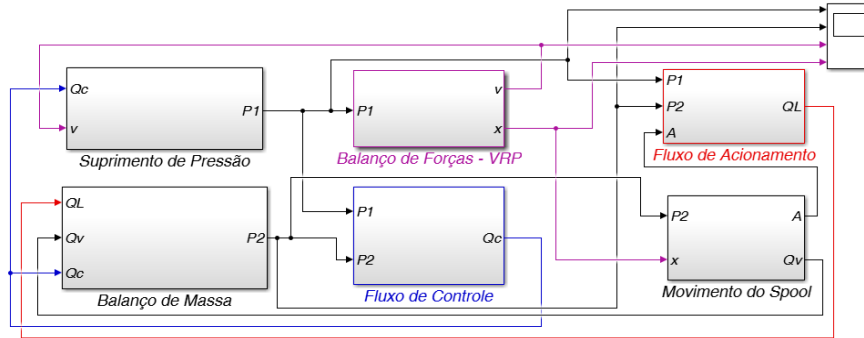 Qc
v
P1
Suprimento de Pressão
P1
v
x
Balanço de Forças - VRP
P1
P2
A
QL
Fluxo de Acionamento
QL
Qv
Qc
P2
Balanço de Massa
P1
P2
Qc
Fluxo de Controle
P2
x
A
Qv
Movimento do Spool